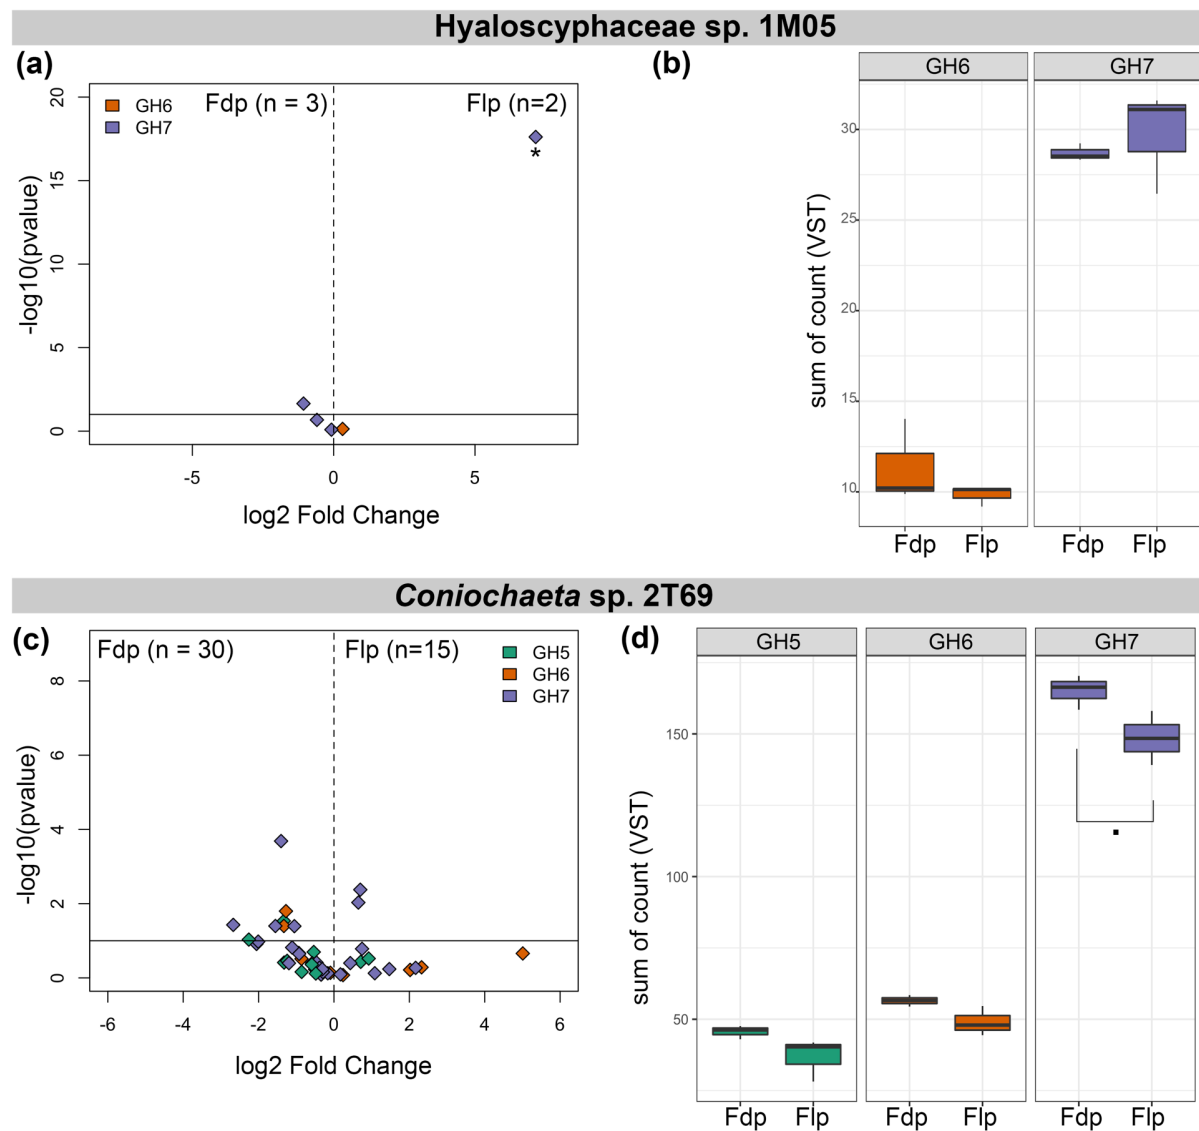 Hyaloscyphaceae sp. 1M05
(a)
GH6
GH7
Fdp (n = 3)
Flp (n=2)
*
20
15
10
5
0
-log10(pvalue)
-5
0
5
log2 Fold Change
(b)
GH6
GH7
30
25
20
15
10
sum of count (VST)
Fdp
Flp
Fdp
Flp
Coniochaeta sp. 2T69
(c)
Fdp (n = 30)
Flp (n=15)
GH5
GH6
GH7
8
6
4
2
0
-log10(pvalue)
-6
-4
-2
0
2
4
6
log2 Fold Change
(d)
GH5
GH6
GH7
150
100
50
sum of count (VST)
Fdp
Flp
Fdp
Flp
Fdp
Flp